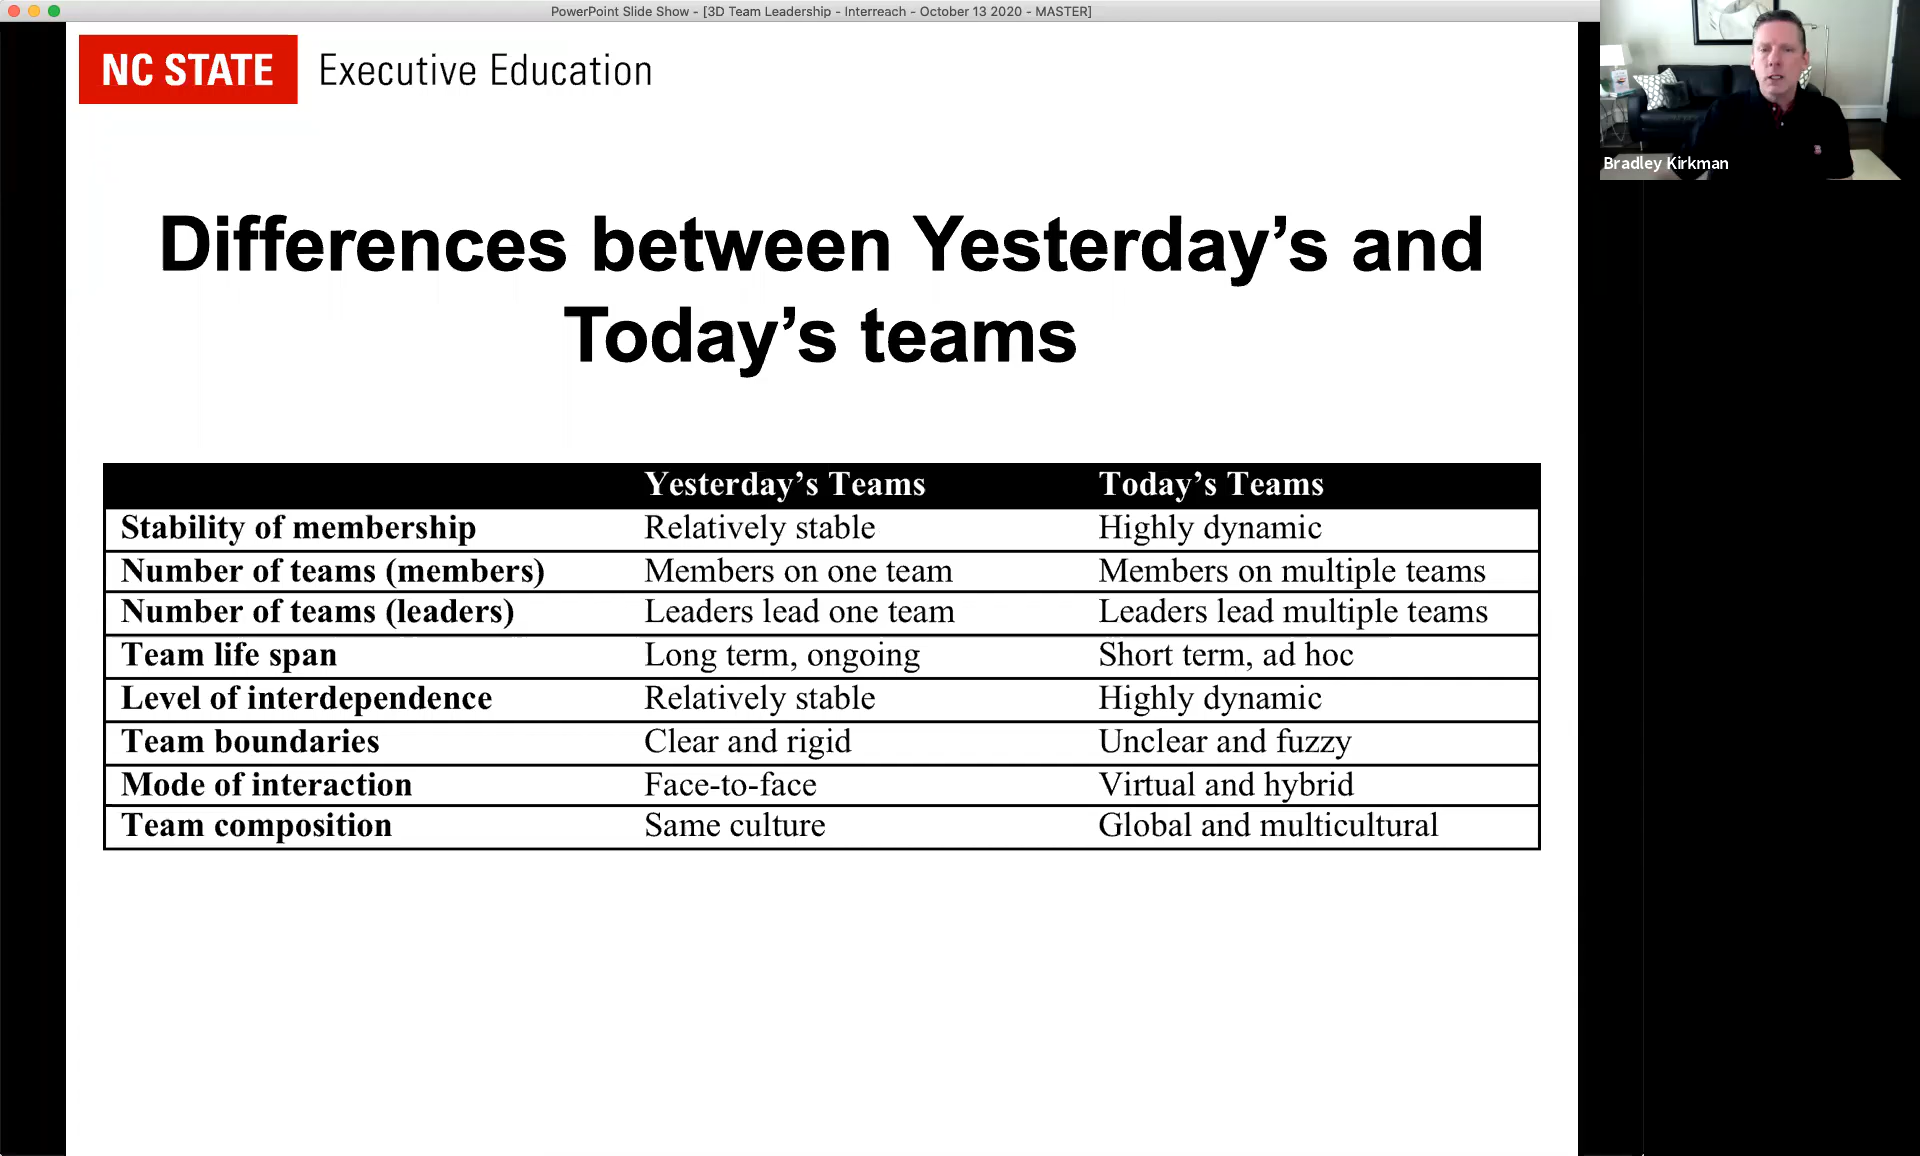 PowerPoint Slide Show - [3D Team Leadership - Interreach - October 13 2020 - MASTER]
NC STATE Executive Education
Bradley Kirkman
Differences between Yesterday’s and
Today’s teams
Yesterday’s Teams Today’s Teams
Stability of membership Relatively stable Highly dynamic
Number of teams (members) Members on one team Members on multiple teams
Number of teams (leaders) Leaders lead one team Leaders lead multiple teams
Team life span Long term, ongoing Short term, ad hoc
Level of interdependence Relatively stable Highly dynamic
Team boundaries Clear and rigid Unclear and fuzzy
Mode of interaction Face-to-face Virtual and hybrid
Team composition Same culture Global and multicultural